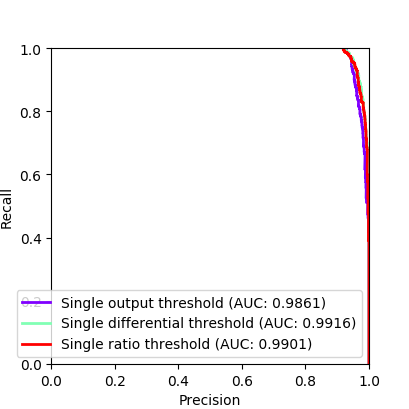 1.0
0.8
0.6
0.4
0.2
0.0
Recall
Single output threshold (AUC: 0.9861)
Single differential threshold (AUC: 0.9916)
Single ratio threshold (AUC: 0.9901)
0.0 0.2 0.4 0.6 0.8 1.0
Precision